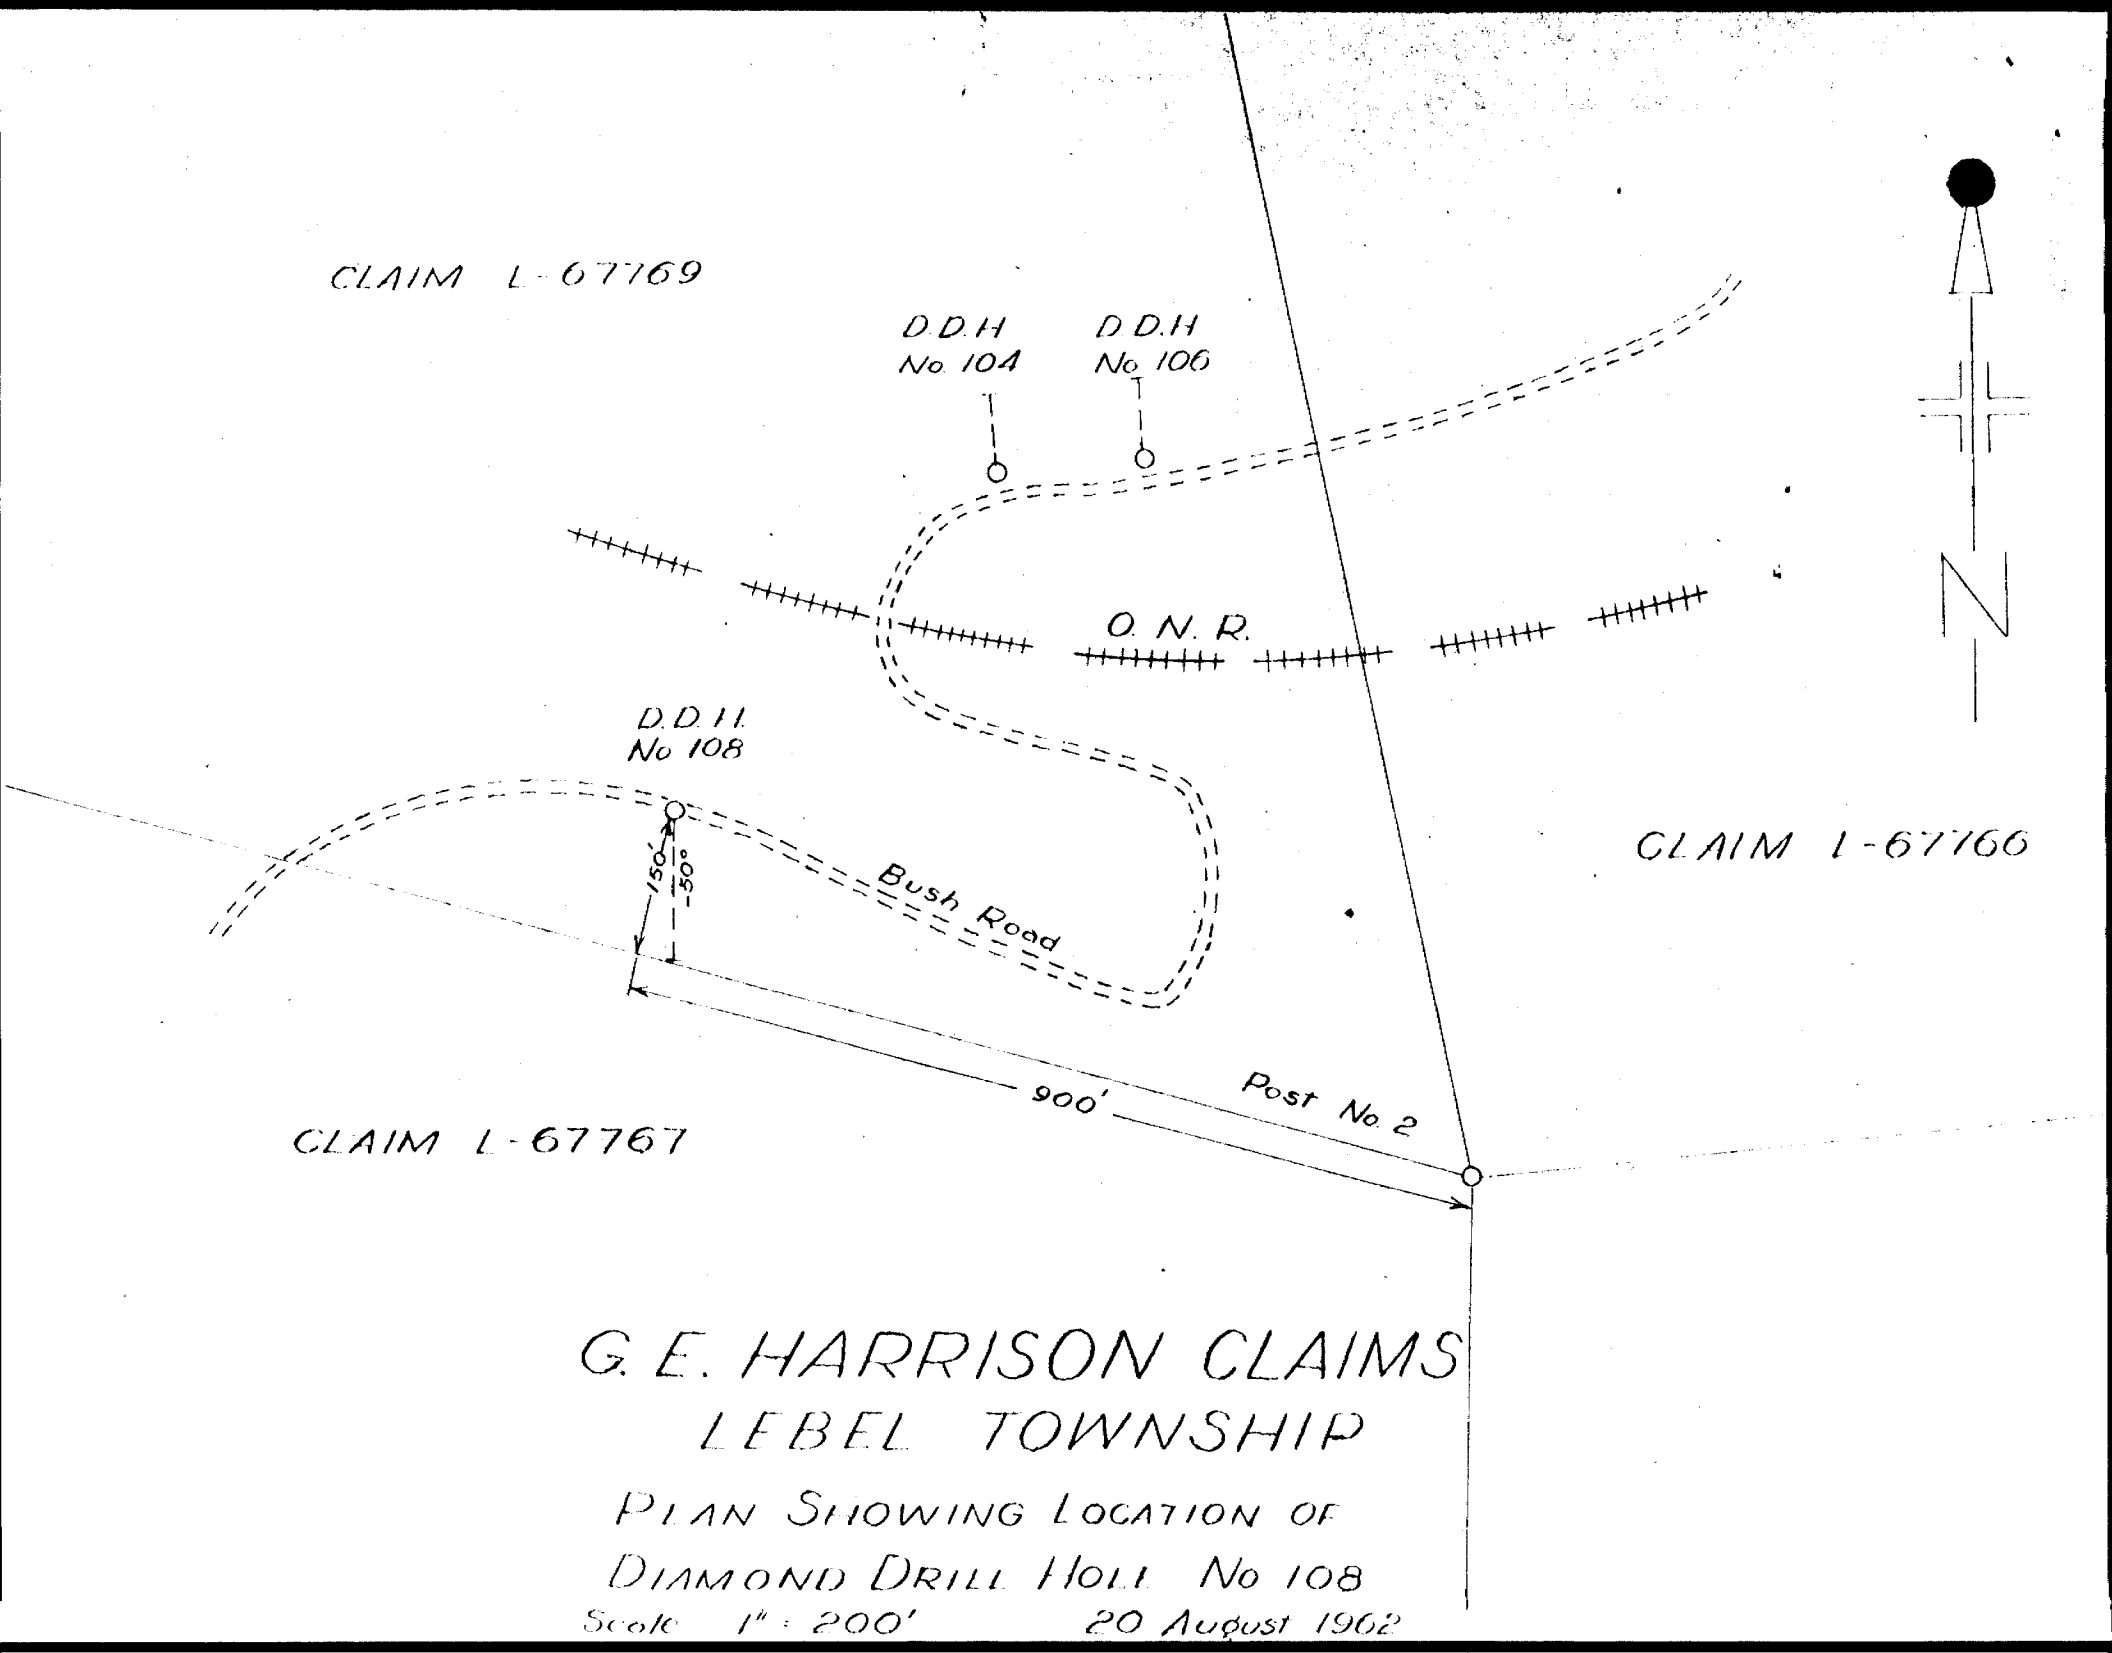 CLAIM L-67769
D.D.H
No. 104
D.D.H
No. 106
N
O. N. R.
D.D.H.
No 108
150'
-50°
Bush Road
CLAIM L-67766
900'
Post No. 2
CLAIM L-67767
G. E. HARRISON CLAIMS
LEBEL TOWNSHIP
PLAN SHOWING LOCATION OF
DIAMOND DRILL HOLE No 108
Scale 1" = 200' 20 August 1962